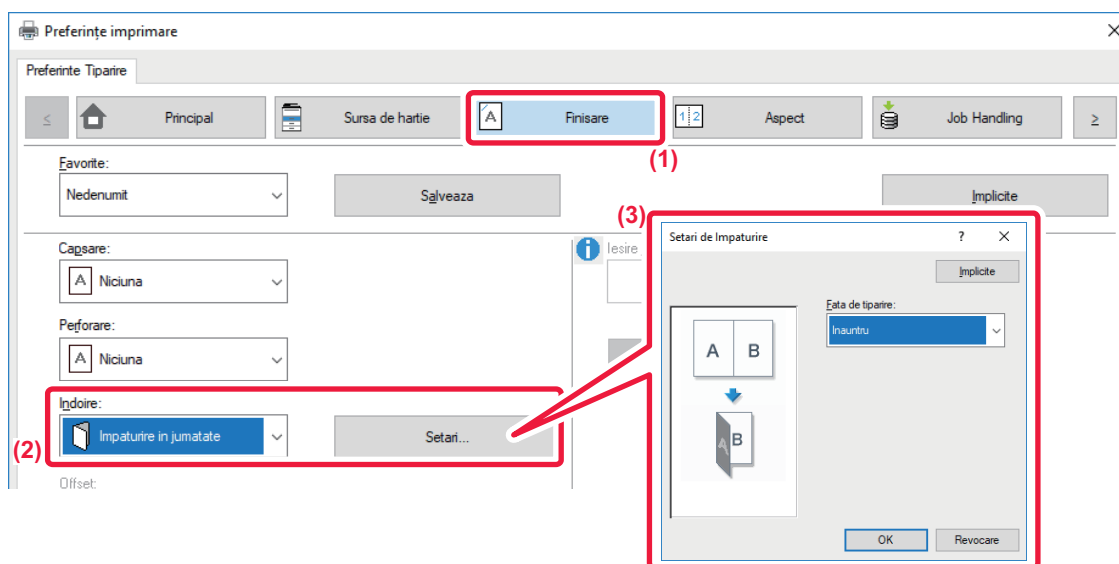 Preferințe imprimare
Preferinte Tiparire
<
Principal
Sursa de hartie
A
Finisare
1 2
Aspect
Job Handling
>
(1)
Favorite:
Nedenumit
Salveaza
Implicite
(3)
Setari de Impaturire
?
Capsare:
A Niciuna
i
Iesire
Implicite
Fata de tiparire:
Inauntru
Perforare:
A Niciuna
A B
Indoire:
Impaturire in jumatate
Setari...
(2)
A B
Offset:
OK
Revocare